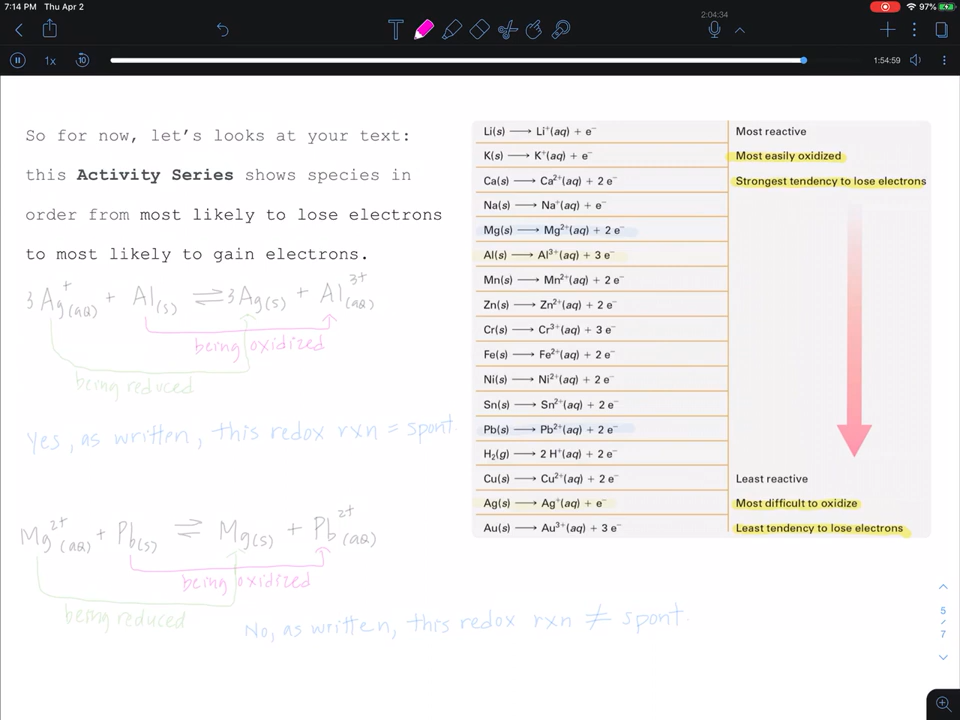 7:14 PM Thu Apr 2
2:04:34
97%
1x
10
1:54:59
So for now, let's looks at your text:
this Activity Series shows species in
order from most likely to lose electrons
to most likely to gain electrons.
3Ag⁺(aq) + Al(s) ⇌ 3Ag(s) + Al³⁺(aq)
being oxidized
being reduced
Yes, as written, this redox rxn = spont.
Mg²⁺(aq) + Pb(s) ⇌ Mg(s) + Pb²⁺(aq)
being oxidized
being reduced
No, as written, this redox rxn ≠ spont.
Li(s) ⟶ Li⁺(aq) + e⁻ Most reactive
K(s) ⟶ K⁺(aq) + e⁻ Most easily oxidized
Ca(s) ⟶ Ca²⁺(aq) + 2 e⁻ Strongest tendency to lose electrons
Na(s) ⟶ Na⁺(aq) + e⁻
Mg(s) ⟶ Mg²⁺(aq) + 2 e⁻
Al(s) ⟶ Al³⁺(aq) + 3 e⁻
Mn(s) ⟶ Mn²⁺(aq) + 2 e⁻
Zn(s) ⟶ Zn²⁺(aq) + 2 e⁻
Cr(s) ⟶ Cr³⁺(aq) + 3 e⁻
Fe(s) ⟶ Fe²⁺(aq) + 2 e⁻
Ni(s) ⟶ Ni²⁺(aq) + 2 e⁻
Sn(s) ⟶ Sn²⁺(aq) + 2 e⁻
Pb(s) ⟶ Pb²⁺(aq) + 2 e⁻
H₂(g) ⟶ 2 H⁺(aq) + 2 e⁻
Cu(s) ⟶ Cu²⁺(aq) + 2 e⁻ Least reactive
Ag(s) ⟶ Ag⁺(aq) + e⁻ Most difficult to oxidize
Au(s) ⟶ Au³⁺(aq) + 3 e⁻ Least tendency to lose electrons
5
/
7